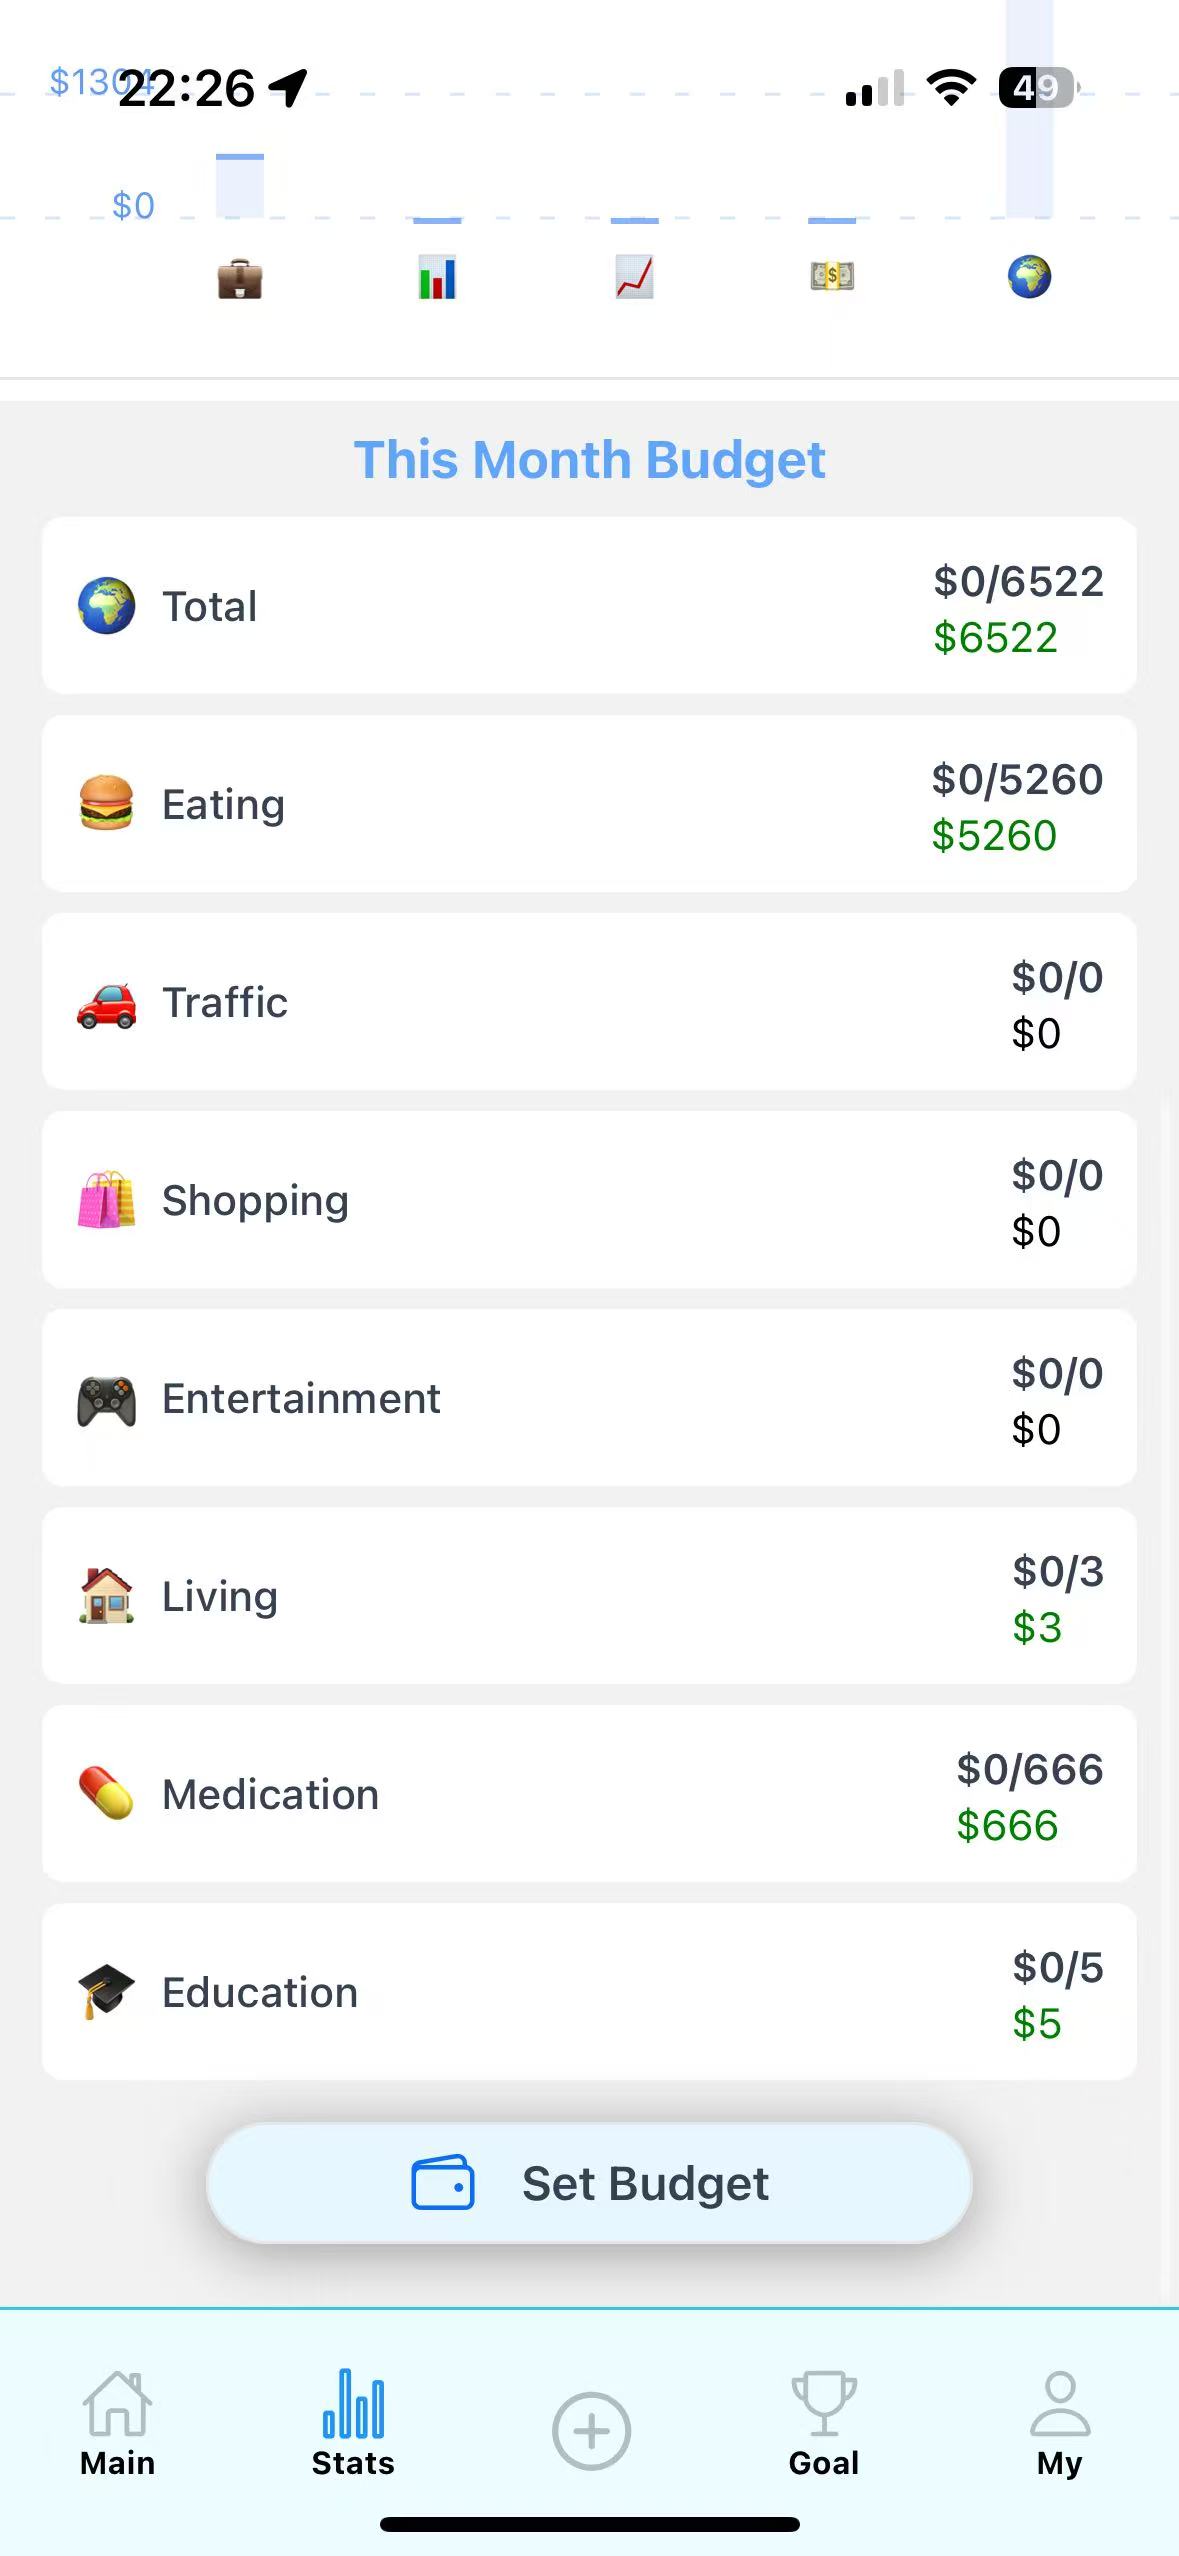 $1304
22:26
49
$0
This Month Budget
Total
$0/6522
$6522
Eating
$0/5260
$5260
Traffic
$0/0
$0
Shopping
$0/0
$0
Entertainment
$0/0
$0
Living
$0/3
$3
Medication
$0/666
$666
Education
$0/5
$5
Set Budget
Main
Stats
Goal
My